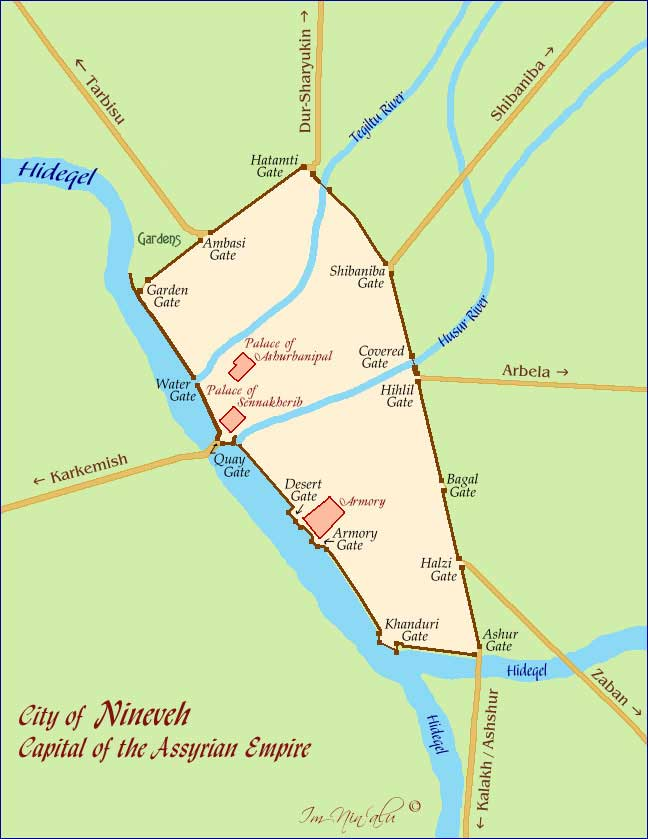 ← Tarbisu
Dur-Sharyukin →
Shibaniba →
Tegiltu River
Hatamti
Gate
Hideqel
Gardens
Ambasi
Gate
Shibaniba
Gate
Garden
Gate
Husur River
Palace of
Ashurbanipal
Covered
Gate
Arbela →
Water
Gate
Palace of
Sennakherib
Hihlil
Gate
← Karkemish
Quay
Gate
Desert
Gate
Armory
Bagal
Gate
Armory
Gate
Halzi
Gate
Khanduri
Gate
Ashur
Gate
Hideqel
Zaban →
Hideqel
← Kalakh / Ashshur
City of Nineveh
Capital of the Assyrian Empire
Im-Nin'alu ©